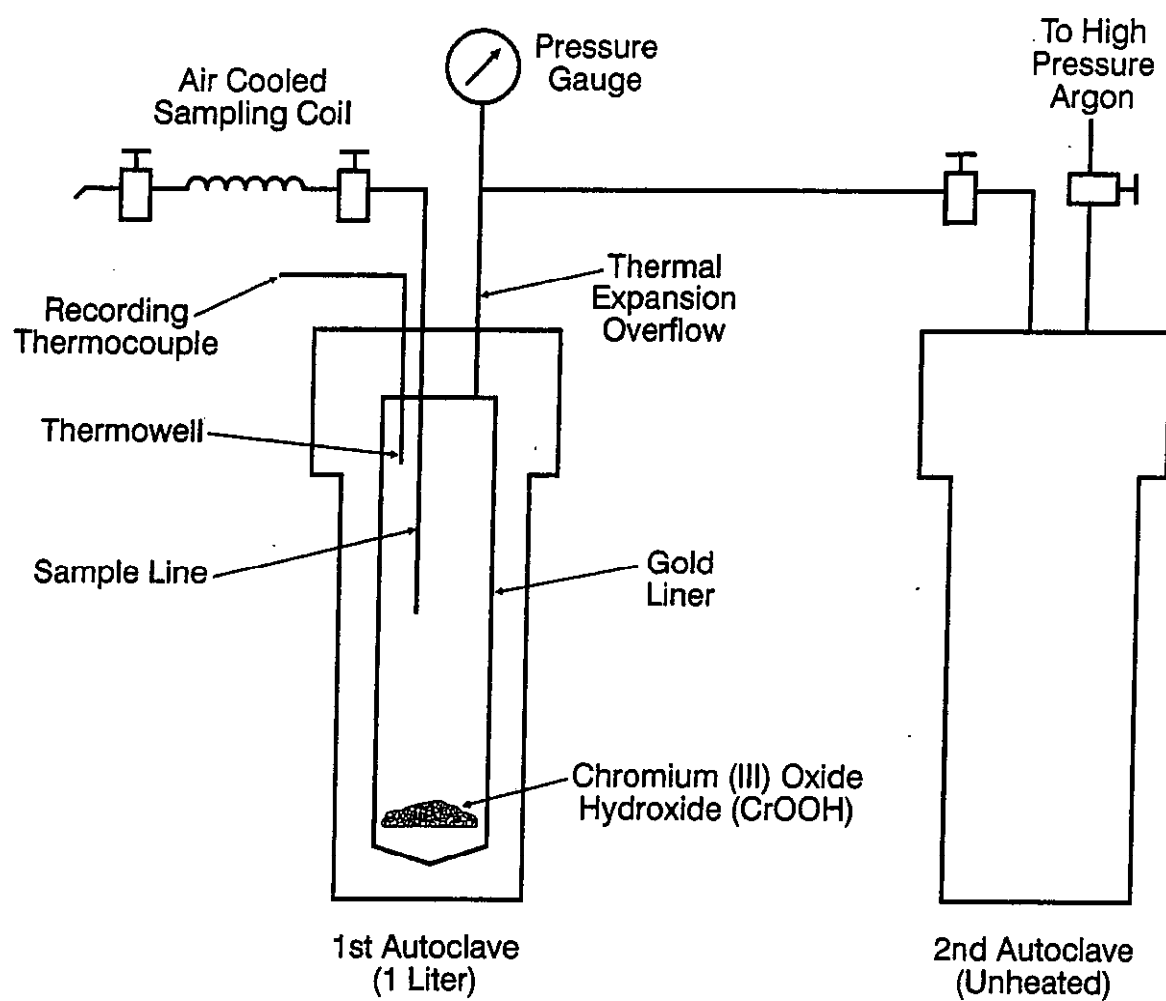 Pressure
Gauge
To High
Pressure
Argon
Air Cooled
Sampling Coil
Thermal
Expansion
Overflow
Recording
Thermocouple
Thermowell
Sample Line
Gold
Liner
Chromium (III) Oxide
Hydroxide (CrOOH)
1st Autoclave
(1 Liter)
2nd Autoclave
(Unheated)